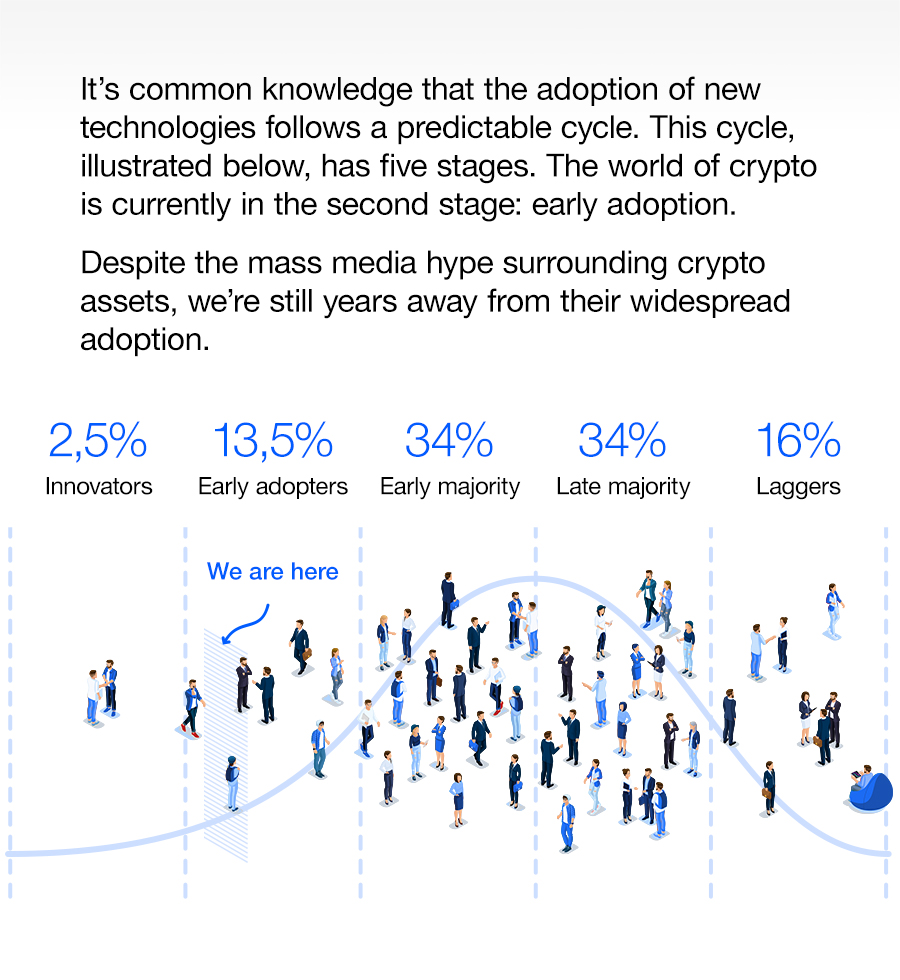 It’s common knowledge that the adoption of new
technologies follows a predictable cycle. This cycle,
illustrated below, has five stages. The world of crypto
is currently in the second stage: early adoption.
Despite the mass media hype surrounding crypto
assets, we’re still years away from their widespread
adoption.
2,5% 13,5% 34% 34% 16%
Innovators Early adopters Early majority Late majority Laggers
We are here